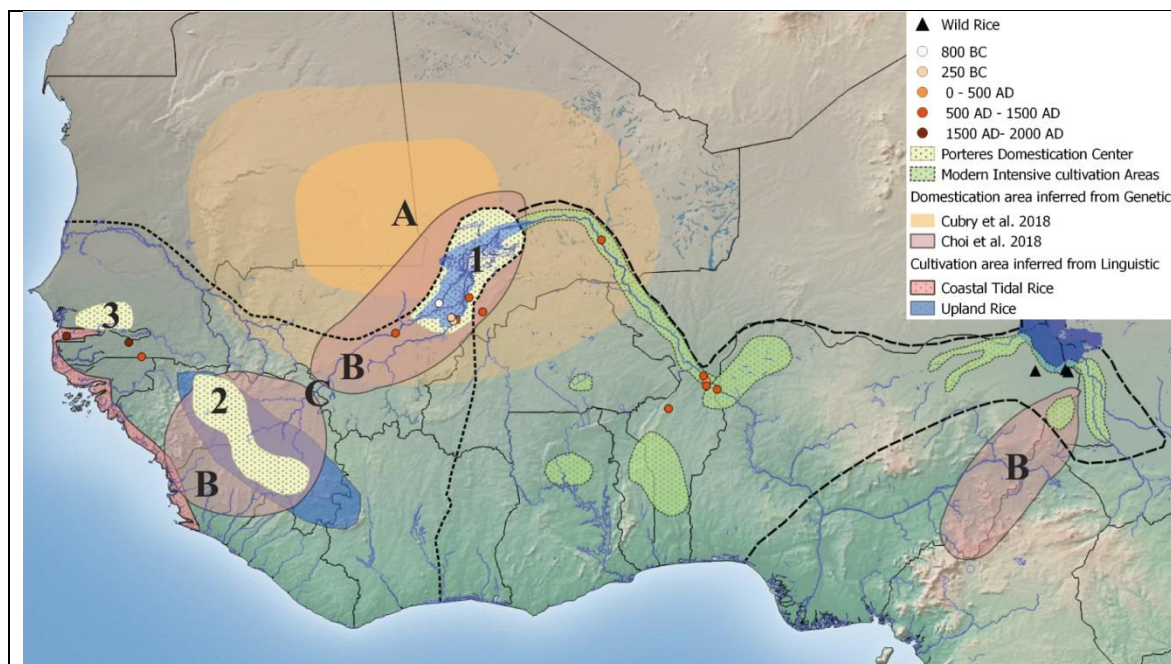 Wild Rice
800 BC
250 BC
0 - 500 AD
500 AD - 1500 AD
1500 AD- 2000 AD
Porteres Domestication Center
Modern Intensive cultivation Areas
Domestication area inferred from Genetic
Cubry et al. 2018
Choi et al. 2018
Cultivation area inferred from Linguistic
Coastal Tidal Rice
Upland Rice
A
1
3
B
C
2
B
B